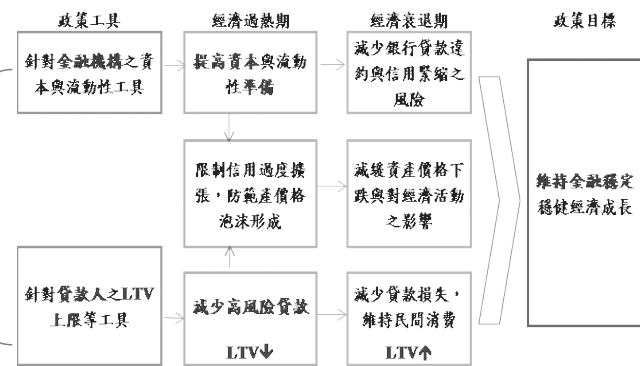 政策工具
經濟過熱期
經濟衰退期
政策目標
針對金融機構之資
本與流動性工具
提高資本與流動
性準備
減少銀行貸款違
約與信用緊縮之
風險
限制信用過度擴
張，防範產價格
泡沫形成
減緩資產價格下
跌與對經濟活動
之影響
維持金融穩定
穩健經濟成長
針對貸款人之LTV
上限等工具
減少高風險貸款
LTV↓
減少貸款損失，
維持民間消費
LTV↑